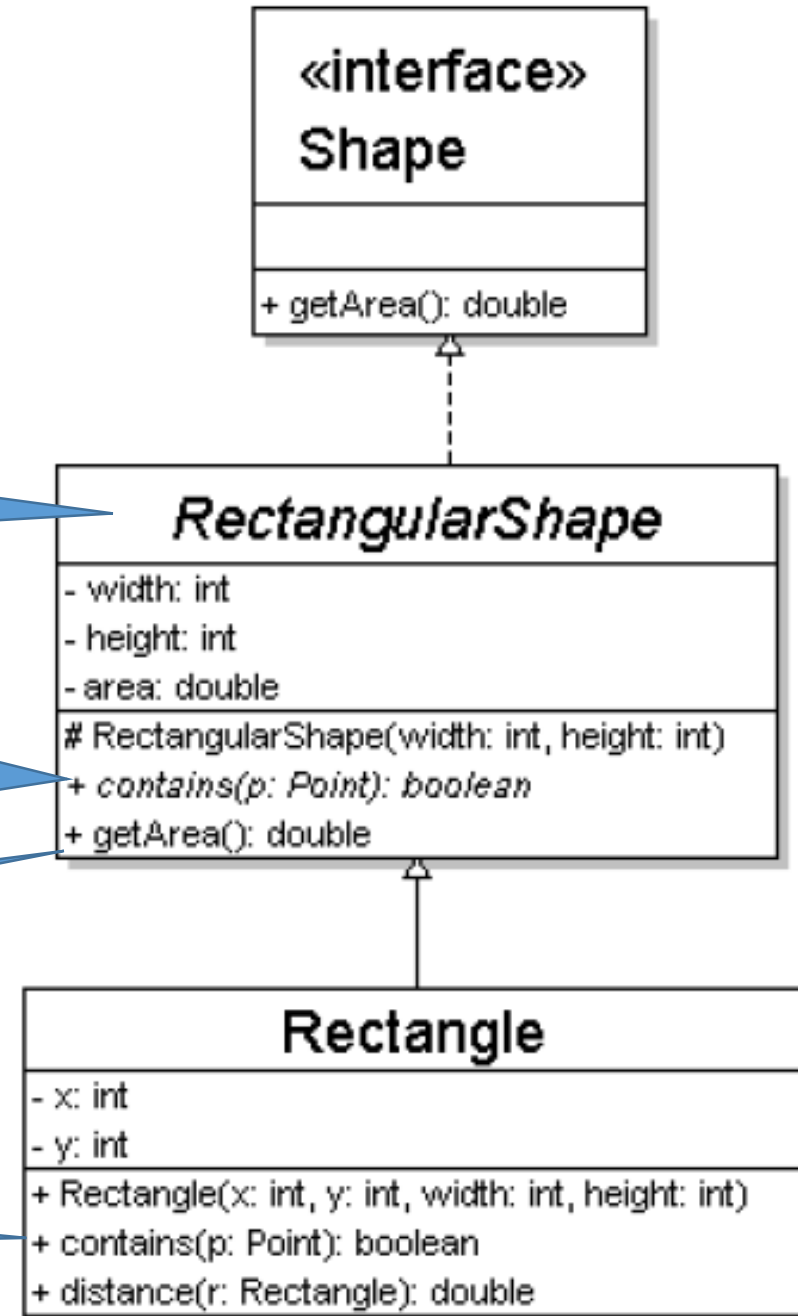 «interface»
Shape
+ getArea(): double
RectangularShape
- width: int
- height: int
- area: double
# RectangularShape(width: int, height: int)
+ contains(p: Point): boolean
+ getArea(): double
Rectangle
- x: int
- y: int
+ Rectangle(x: int, y: int, width: int, height: int)
+ contains(p: Point): boolean
+ distance(r: Rectangle): double